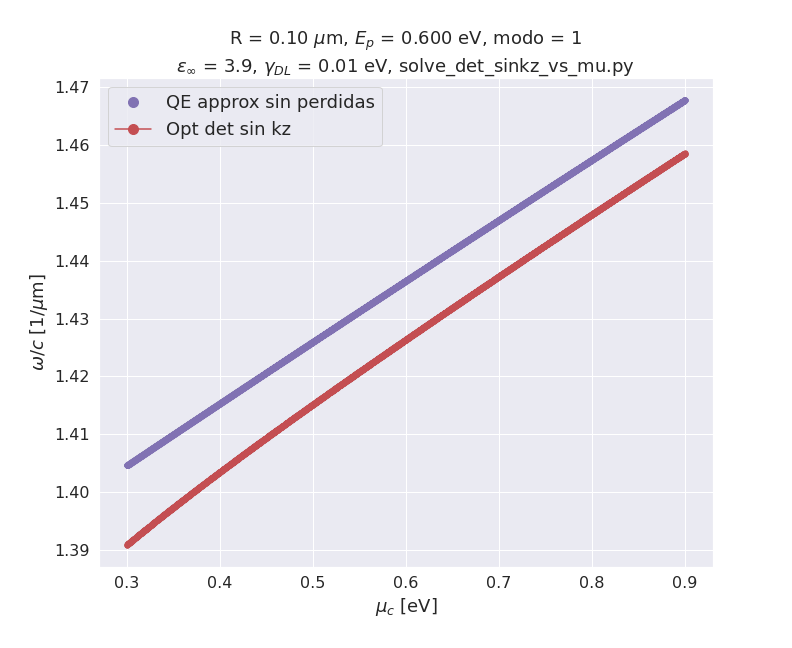 R = 0.10 μm, E_p = 0.600 eV, modo = 1
ε_∞ = 3.9, γ_DL = 0.01 eV, solve_det_sinkz_vs_mu.py
QE approx sin perdidas
Opt det sin kz
1.47
1.46
1.45
1.44
1.43
1.42
1.41
1.40
1.39
ω/c [1/μm]
0.3 0.4 0.5 0.6 0.7 0.8 0.9
μ_c [eV]